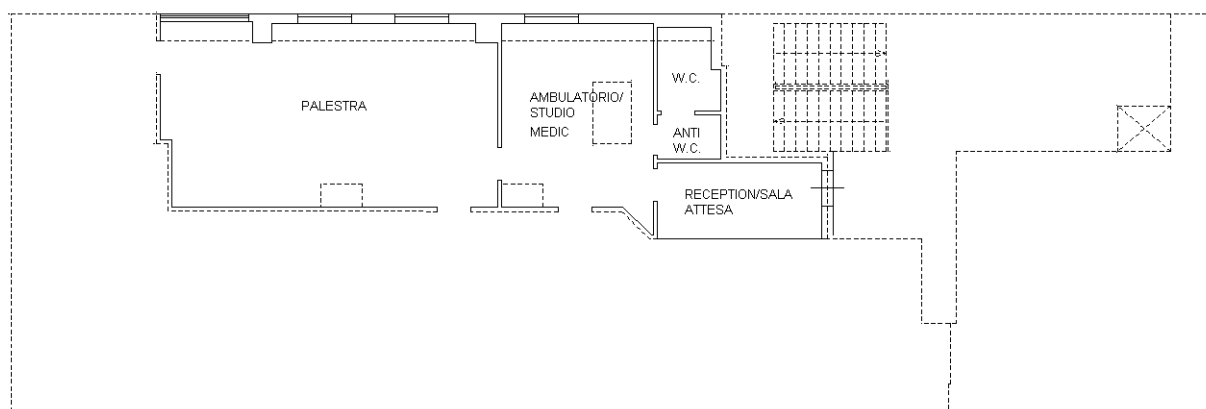 PALESTRA
AMBULATORIO/
STUDIO
MEDIC
W.C.
ANTI
W.C.
RECEPTION/SALA
ATTESA